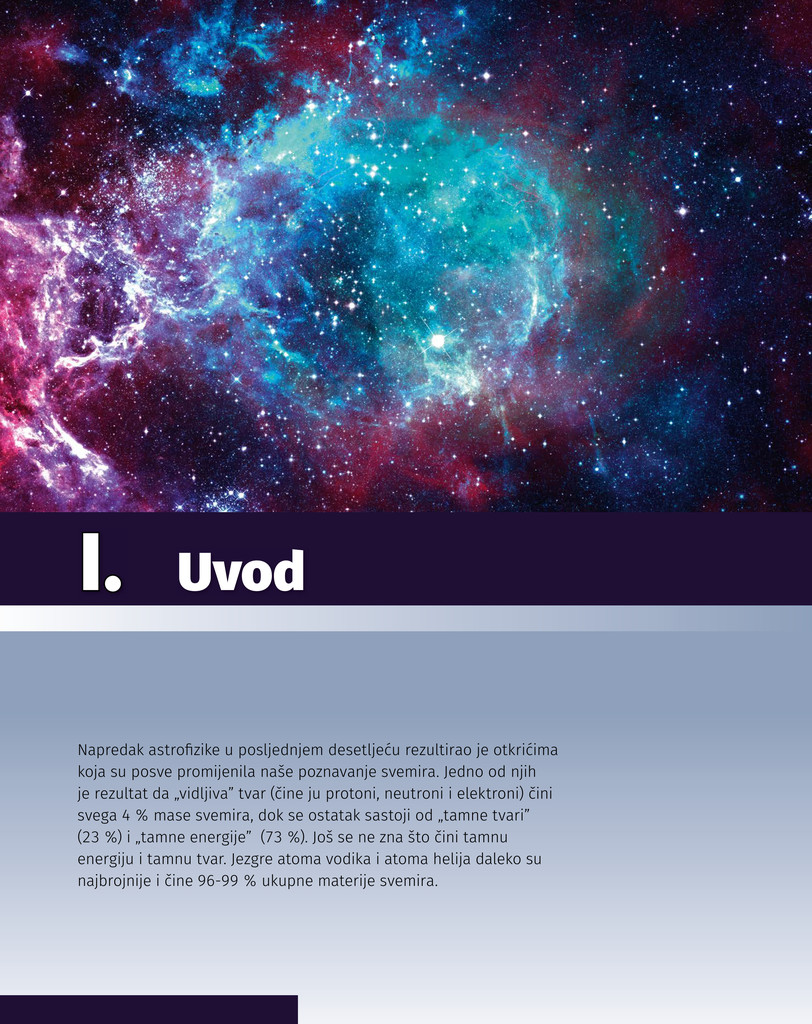 I. Uvod
Napredak astrofizike u posljednjem desetljeću rezultirao je otkrićima
koja su posve promijenila naše poznavanje svemira. Jedno od njih
je rezultat da „vidljiva” tvar (čine ju protoni, neutroni i elektroni) čini
svega 4 % mase svemira, dok se ostatak sastoji od „tamne tvari”
(23 %) i „tamne energije” (73 %). Još se ne zna što čini tamnu
energiju i tamnu tvar. Jezgre atoma vodika i atoma helija daleko su
najbrojnije i čine 96-99 % ukupne materije svemira.